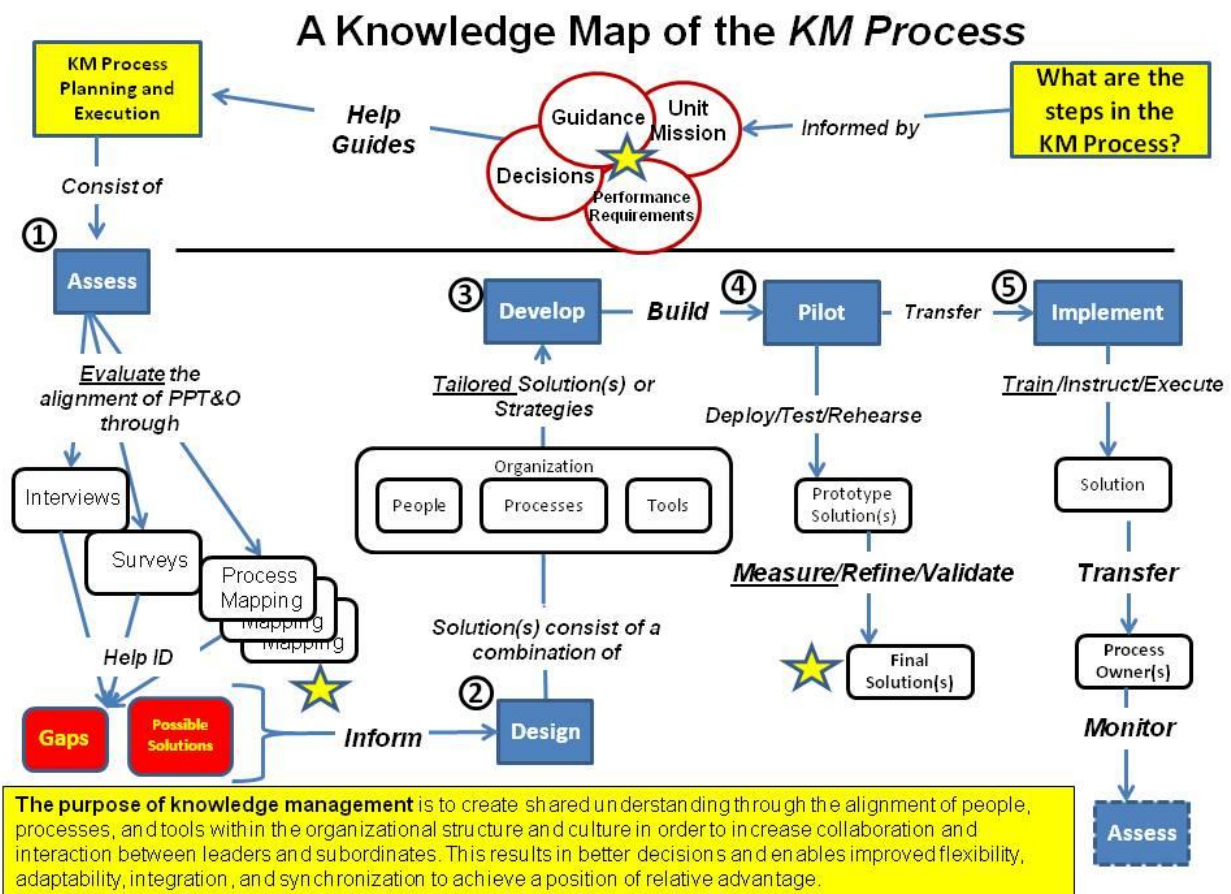 A Knowledge Map of the KM Process
KM Process
Planning and
Execution
Help
Guides
Guidance
Unit
Mission
Decisions
Performance
Requirements
Informed by
What are the
steps in the
KM Process?
Consist of
1
Assess
Evaluate the
alignment of PPT&O
through
Interviews
Surveys
Process
Mapping
Mapping
Mapping
Help ID
Gaps
Possible
Solutions
Inform
2
Design
Solution(s) consist of a
combination of
Organization
People
Processes
Tools
Tailored Solution(s) or
Strategies
3
Develop
Build
4
Pilot
Deploy/Test/Rehearse
Prototype
Solution(s)
Measure/Refine/Validate
Final
Solution(s)
Transfer
5
Implement
Train/Instruct/Execute
Solution
Transfer
Process
Owner(s)
Monitor
Assess
The purpose of knowledge management is to create shared understanding through the alignment of people,
processes, and tools within the organizational structure and culture in order to increase collaboration and
interaction between leaders and subordinates. This results in better decisions and enables improved flexibility,
adaptability, integration, and synchronization to achieve a position of relative advantage.